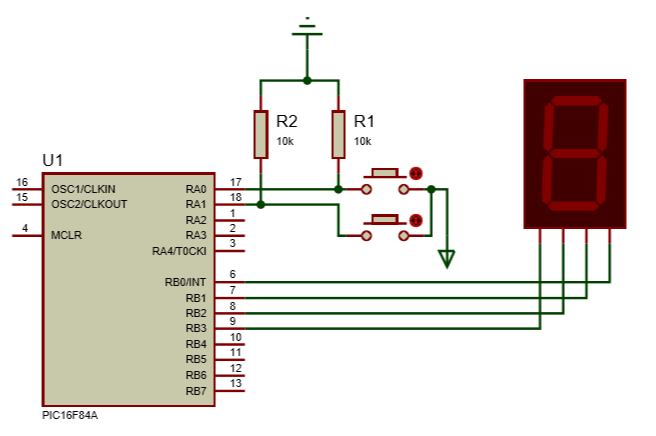 R2
10k
R1
10k
U1
16 OSC1/CLKIN RA0 17
15 OSC2/CLKOUT RA1 18
RA2 1
4 MCLR RA3 2
RA4/T0CKI 3
RB0/INT 6
RB1 7
RB2 8
RB3 9
RB4 10
RB5 11
RB6 12
RB7 13
PIC16F84A